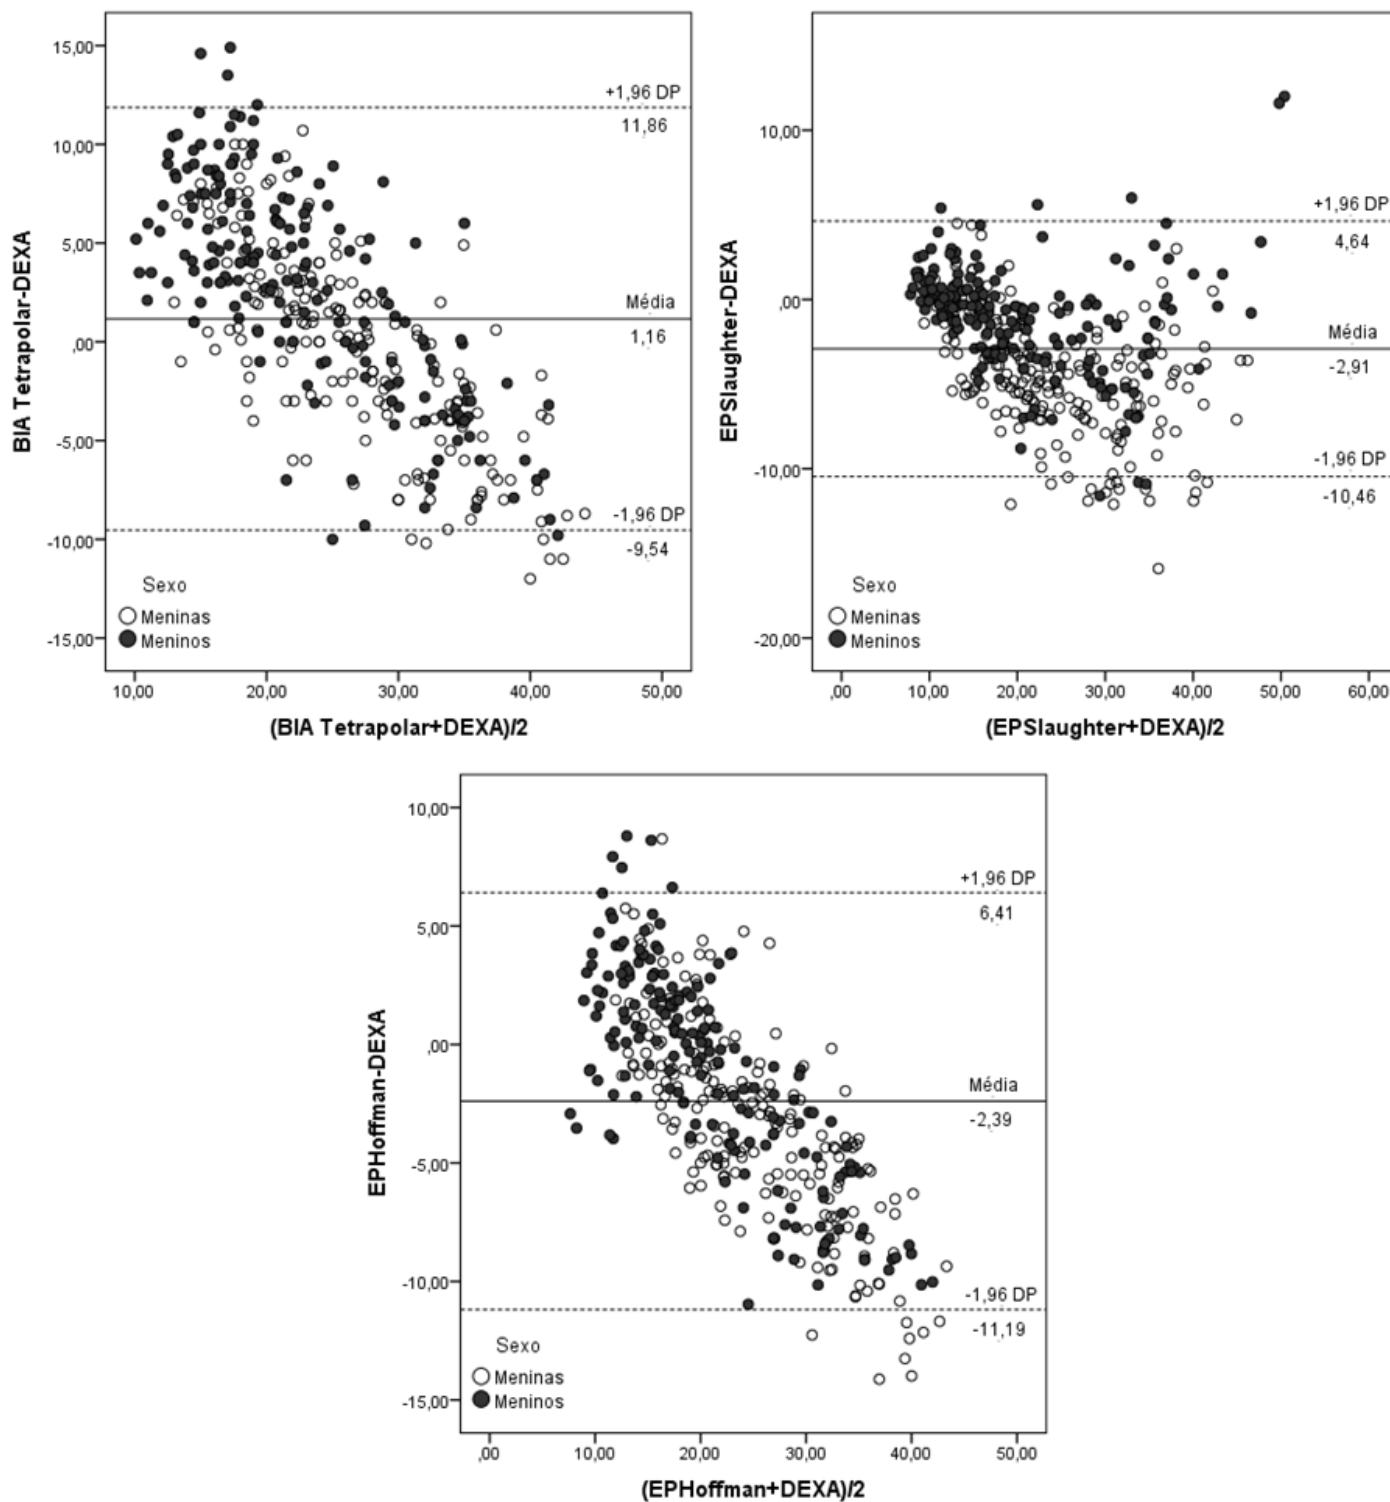 BIA Tetrapolar-DEXA
15,00
10,00
5,00
,00
-5,00
-10,00
-15,00
+1,96 DP
11,86
Média
1,16
-1,96 DP
-9,54
Sexo
Meninas
Meninos
10,00 20,00 30,00 40,00 50,00
(BIA Tetrapolar+DEXA)/2
EPSlaughter-DEXA
10,00
,00
-10,00
-20,00
+1,96 DP
4,64
Média
-2,91
-1,96 DP
-10,46
Sexo
Meninas
Meninos
,00 10,00 20,00 30,00 40,00 50,00 60,00
(EPSlaughter+DEXA)/2
EPHoffman-DEXA
10,00
5,00
,00
-5,00
-10,00
-15,00
+1,96 DP
6,41
Média
-2,39
-1,96 DP
-11,19
Sexo
Meninas
Meninos
,00 10,00 20,00 30,00 40,00 50,00
(EPHoffman+DEXA)/2